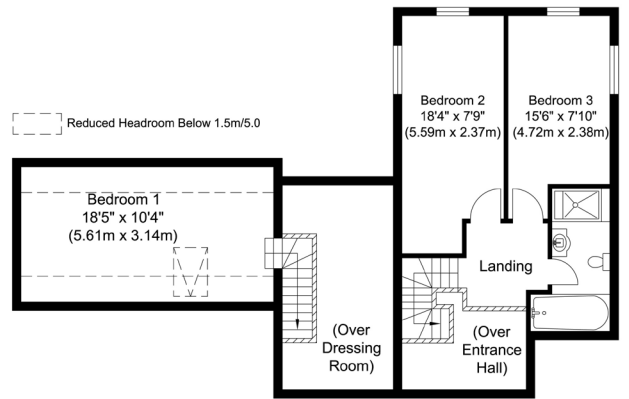 Reduced Headroom Below 1.5m/5.0
Bedroom 1
18'5" x 10'4"
(5.61m x 3.14m)
Bedroom 2
18'4" x 7'9"
(5.59m x 2.37m)
Bedroom 3
15'6" x 7'10"
(4.72m x 2.38m)
Landing
(Over
Dressing
Room)
(Over
Entrance
Hall)